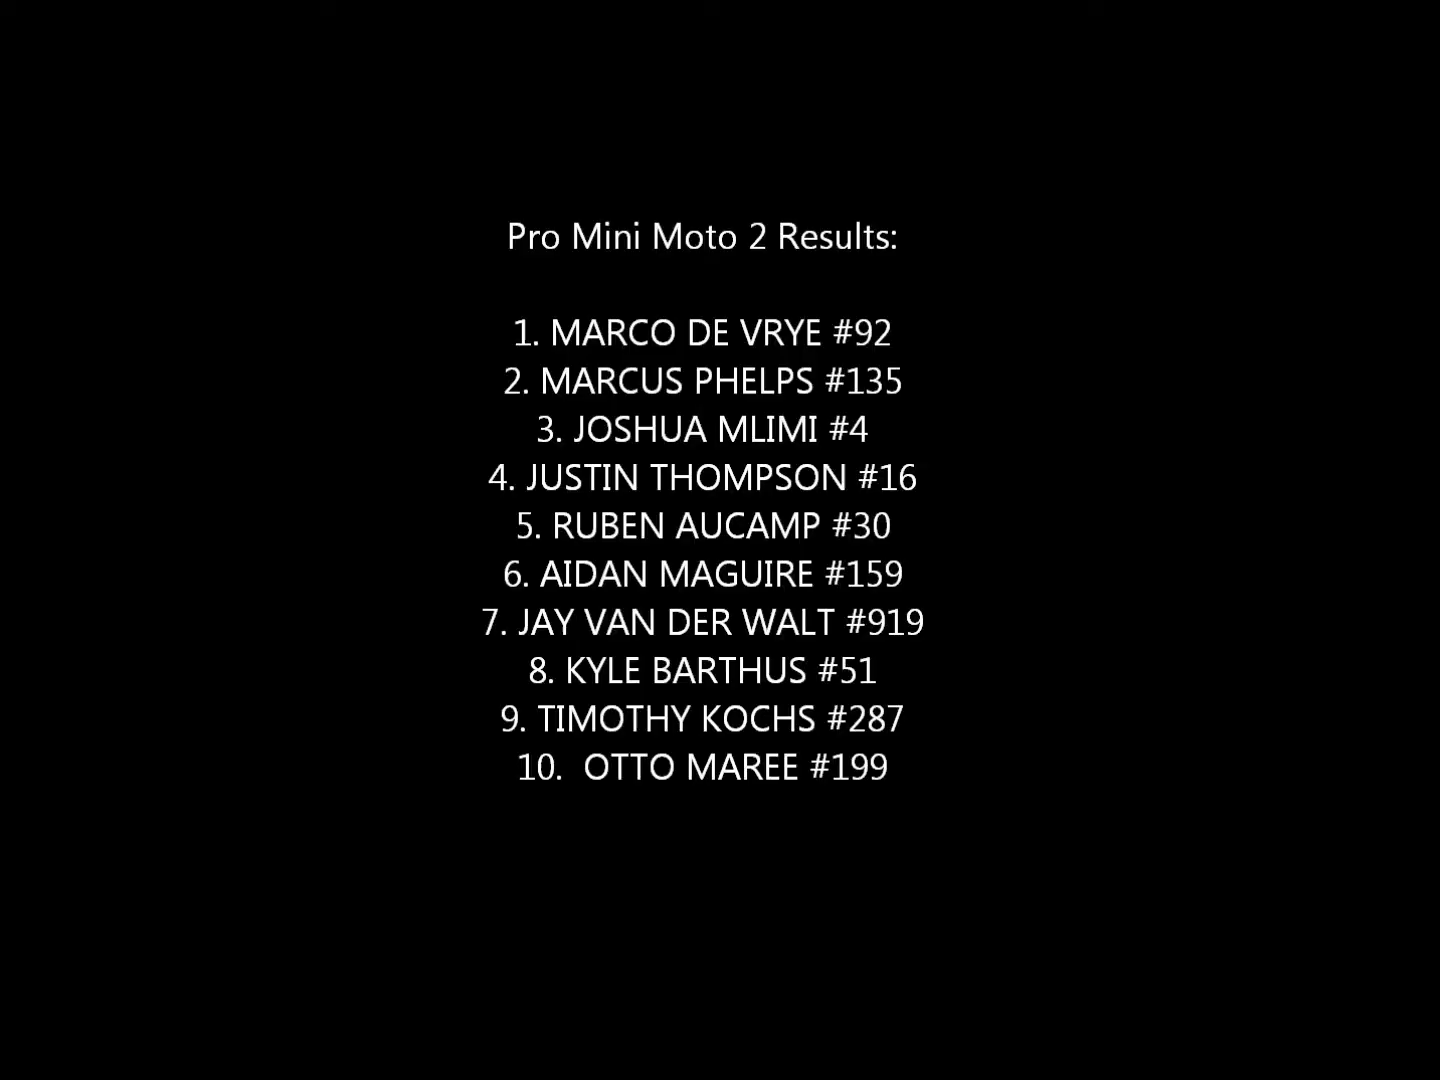 Pro Mini Moto 2 Results:
1. MARCO DE VRYE #92
2. MARCUS PHELPS #135
3. JOSHUA MLIMI #4
4. JUSTIN THOMPSON #16
5. RUBEN AUCAMP #30
6. AIDAN MAGUIRE #159
7. JAY VAN DER WALT #919
8. KYLE BARTHUS #51
9. TIMOTHY KOCHS #287
10.  OTTO MAREE #199